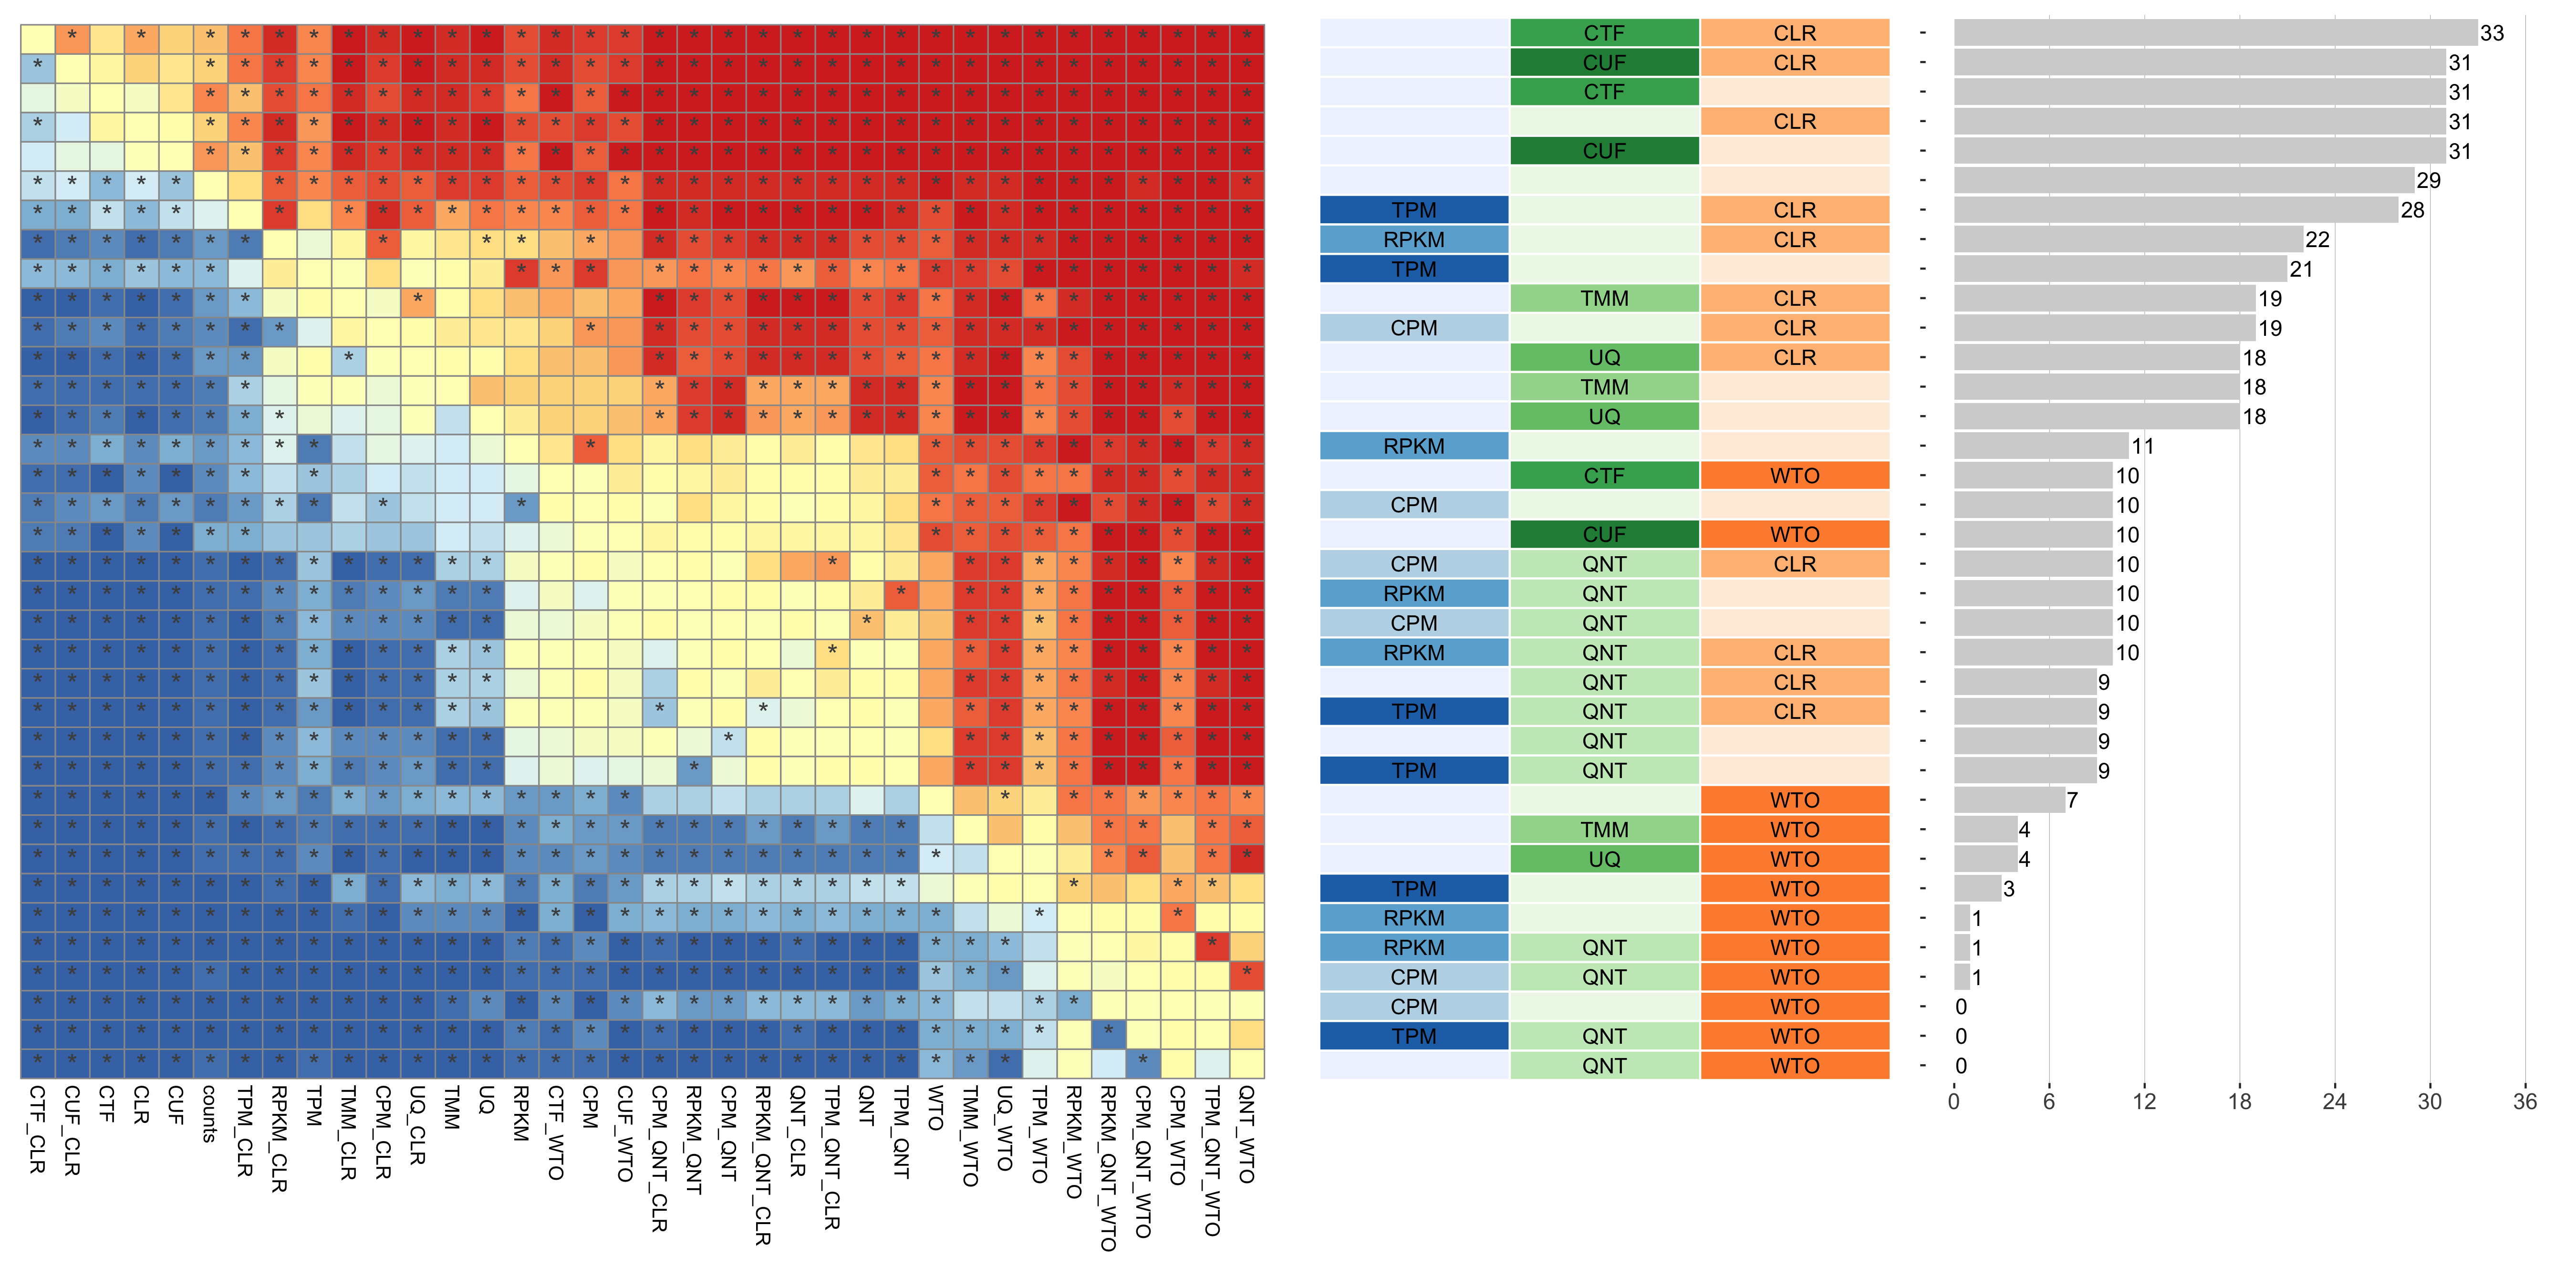 CTF CLR - 33
CUF CLR - 31
CTF - 31
CLR - 31
CUF - 31
- 29
TPM CLR - 28
RPKM CLR - 22
TPM - 21
TMM CLR - 19
CPM CLR - 19
UQ CLR - 18
TMM - 18
UQ - 18
RPKM - 11
CTF WTO - 10
CPM - 10
CUF WTO - 10
CPM QNT CLR - 10
RPKM QNT - 10
CPM QNT - 10
RPKM QNT CLR - 10
QNT CLR - 9
TPM QNT CLR - 9
QNT - 9
TPM QNT - 9
WTO - 7
TMM WTO - 4
UQ WTO - 4
TPM WTO - 3
RPKM WTO - 1
RPKM QNT WTO - 1
CPM QNT WTO - 1
CPM WTO - 0
TPM QNT WTO - 0
QNT WTO - 0
CTF_CLR
CUF_CLR
CTF
CLR
CUF
counts
TPM_CLR
RPKM_CLR
TPM
TMM_CLR
CPM_CLR
UQ_CLR
TMM
UQ
RPKM
CTF_WTO
CPM
CUF_WTO
CPM_QNT_CLR
RPKM_QNT
CPM_QNT
RPKM_QNT_CLR
QNT_CLR
TPM_QNT_CLR
QNT
TPM_QNT
WTO
TMM_WTO
UQ_WTO
TPM_WTO
RPKM_WTO
RPKM_QNT_WTO
CPM_QNT_WTO
CPM_WTO
TPM_QNT_WTO
QNT_WTO
0 6 12 18 24 30 36